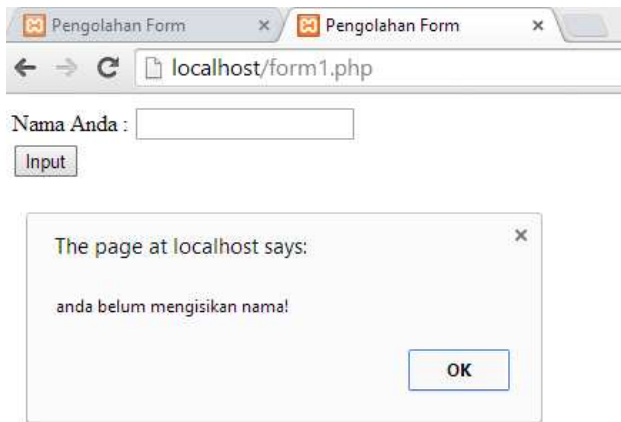 Pengolahan Form × Pengolahan Form ×
localhost/form1.php
Nama Anda :
Input
The page at localhost says: ×
anda belum mengisikan nama!
OK